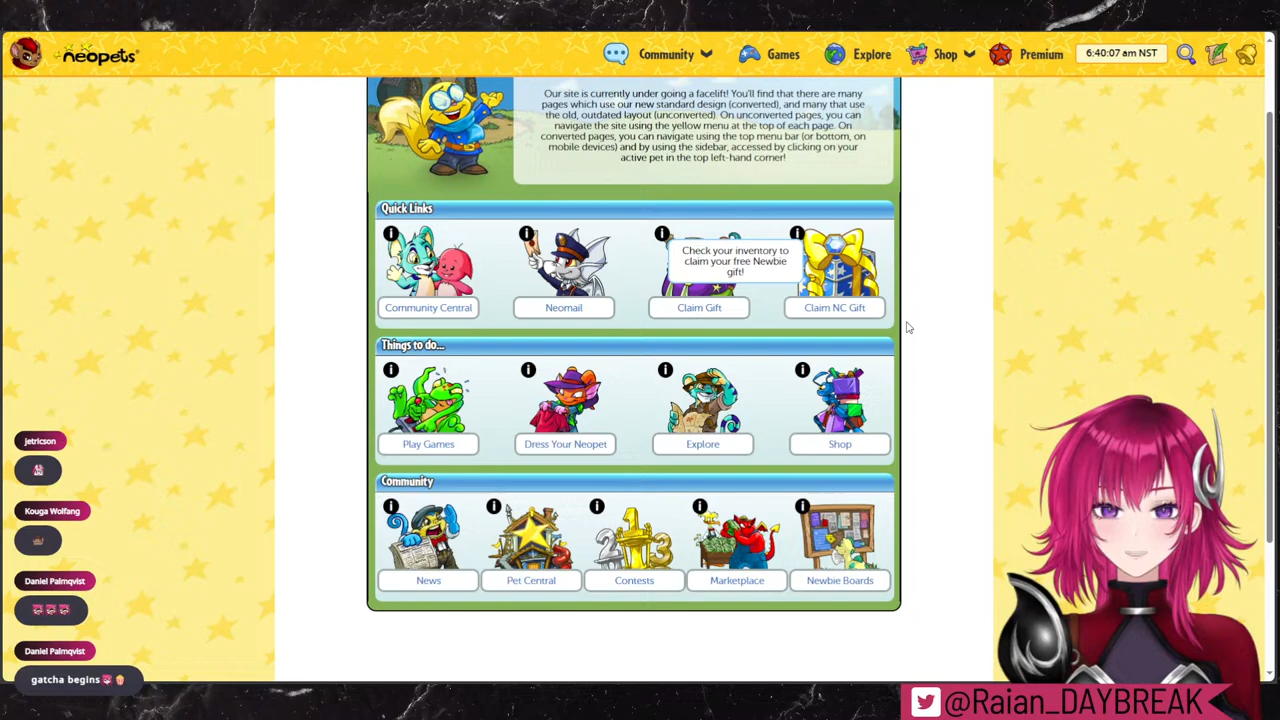 neopets
Community
Games
Explore
Shop
Premium
6:40:07 am NST
Our site is currently under going a facelift! You'll find that there are many
pages which use our new standard design (converted), and many that use
the old, outdated layout (unconverted). On unconverted pages, you can
navigate the site using the yellow menu at the top of each page. On
converted pages, you can navigate using the top menu bar (or bottom, on
mobile devices) and by using the sidebar, accessed by clicking on your
active pet in the top left-hand corner!
Quick Links
Check your inventory to
claim your free Newbie
gift!
Community Central
Neomail
Claim Gift
Claim NC Gift
Things to do...
Play Games
Dress Your Neopet
Explore
Shop
Community
1
2 3
News
Pet Central
Contests
Marketplace
Newbie Boards
jetricson
Kouga Wolfang
Daniel Palmqvist
Daniel Palmqvist
gatcha begins
@Raian_DAYBREAK